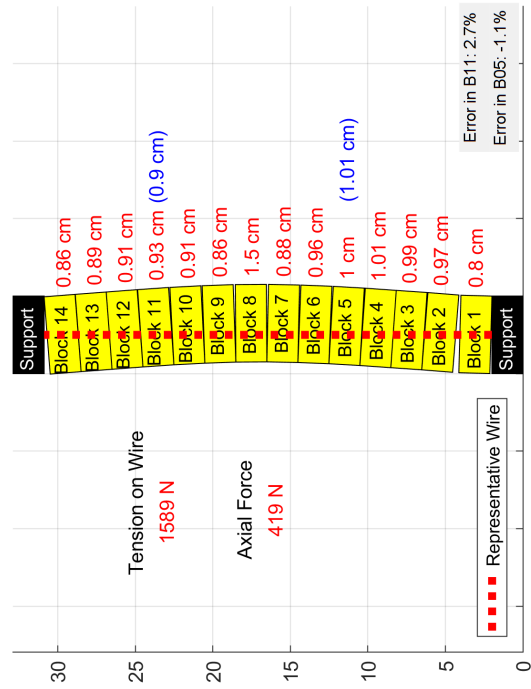 Error in B11: 2.7%
Error in B05: -1.1%
(0.9 cm)
(1.01 cm)
0.86 cm
0.89 cm
0.91 cm
0.93 cm
0.91 cm
0.86 cm
1.5 cm
0.88 cm
0.96 cm
1 cm
1.01 cm
0.99 cm
0.97 cm
0.8 cm
Support
Block 14
Block 13
Block 12
Block 11
Block 10
Block 9
Block 8
Block 7
Block 6
Block 5
Block 4
Block 3
Block 2
Block 1
Support
Tension on Wire
1589 N
Axial Force
419 N
Representative Wire
30
25
20
15
10
5
0